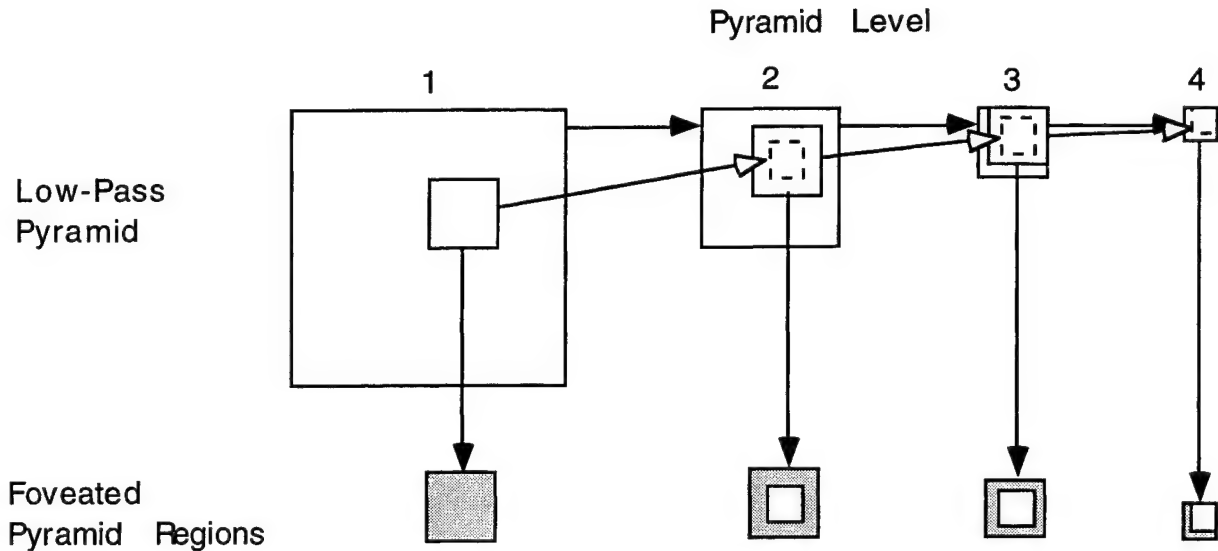 Pyramid Level
1 2 3 4
Low-Pass
Pyramid
Foveated
Pyramid Regions